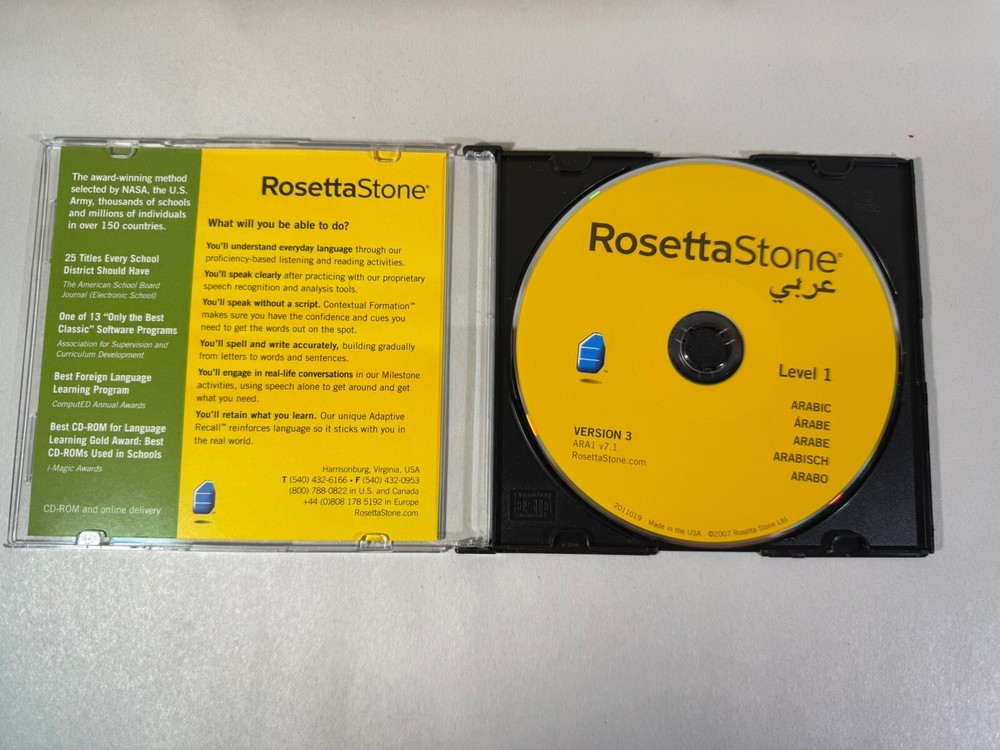 The award-winning method
selected by NASA, the U.S.
Army, thousands of schools
and millions of individuals
in over 150 countries.
25 Titles Every School
District Should Have
The American School Board
Journal (Electronic School)
One of 13 "Only the Best
Classic" Software Programs
Association for Supervision and
Curriculum Development
Best Foreign Language
Learning Program
ComputED Annual Awards
Best CD-ROM for Language
Learning Gold Award: Best
CD-ROMs Used in Schools
i-Magic Awards
CD-ROM and online delivery
RosettaStone®
What will you be able to do?
You'll understand everyday language through our
proficiency-based listening and reading activities.
You'll speak clearly after practicing with our proprietary
speech recognition and analysis tools.
You'll speak without a script. Contextual Formation™
makes sure you have the confidence and cues you
need to get the words out on the spot.
You'll spell and write accurately, building gradually
from letters to words and sentences.
You'll engage in real-life conversations in our Milestone
activities, using speech alone to get around and get
what you need.
You'll retain what you learn. Our unique Adaptive
Recall™ reinforces language so it sticks with you in
the real world.
Harrisonburg, Virginia, USA
T (540) 432-6166 • F (540) 432-0953
(800) 788-0822 in U.S. and Canada
+44 (0)808 178 5192 in Europe
RosettaStone.com
RosettaStone®
عربي
Level 1
ARABIC
ÁRABE
ARABE
ARABISCH
ARABO
VERSION 3
ARA1 v7.1
RosettaStone.com
2011019 Made in the USA ©2007 Rosetta Stone Ltd.